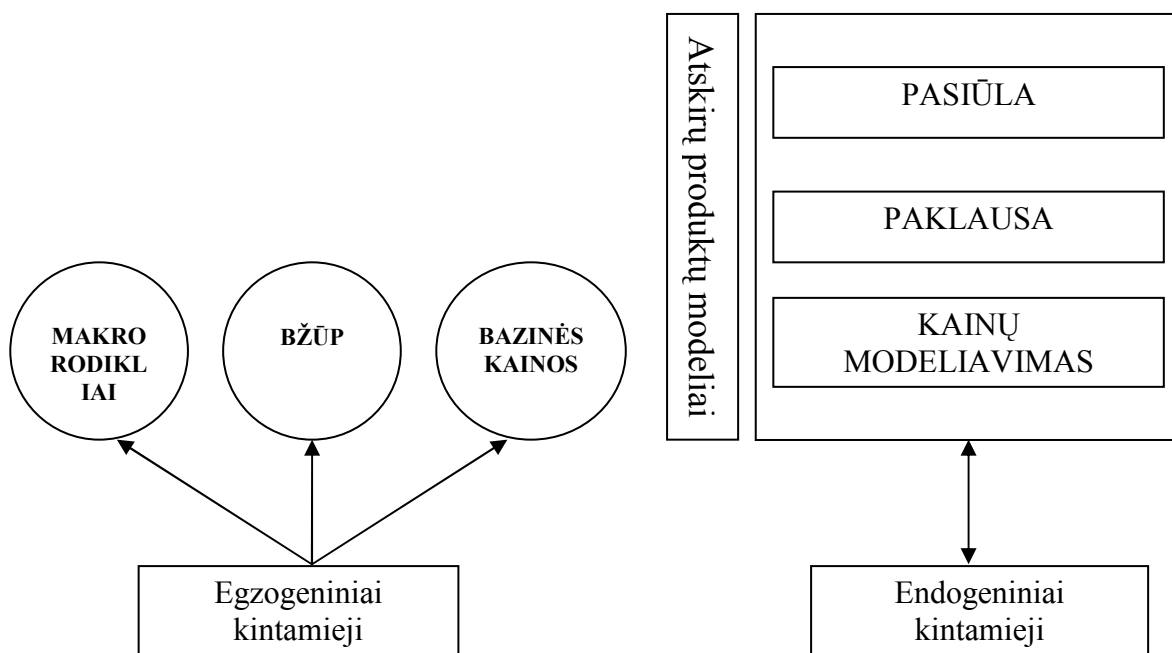 MAKRO
RODIKL
IAI
BŽŪP
BAZINĖS
KAINOS
Egzogeniniai
kintamieji
Atskirų produktų modeliai
PASIŪLA
PAKLAUSA
KAINŲ
MODELIAVIMAS
Endogeniniai
kintamieji